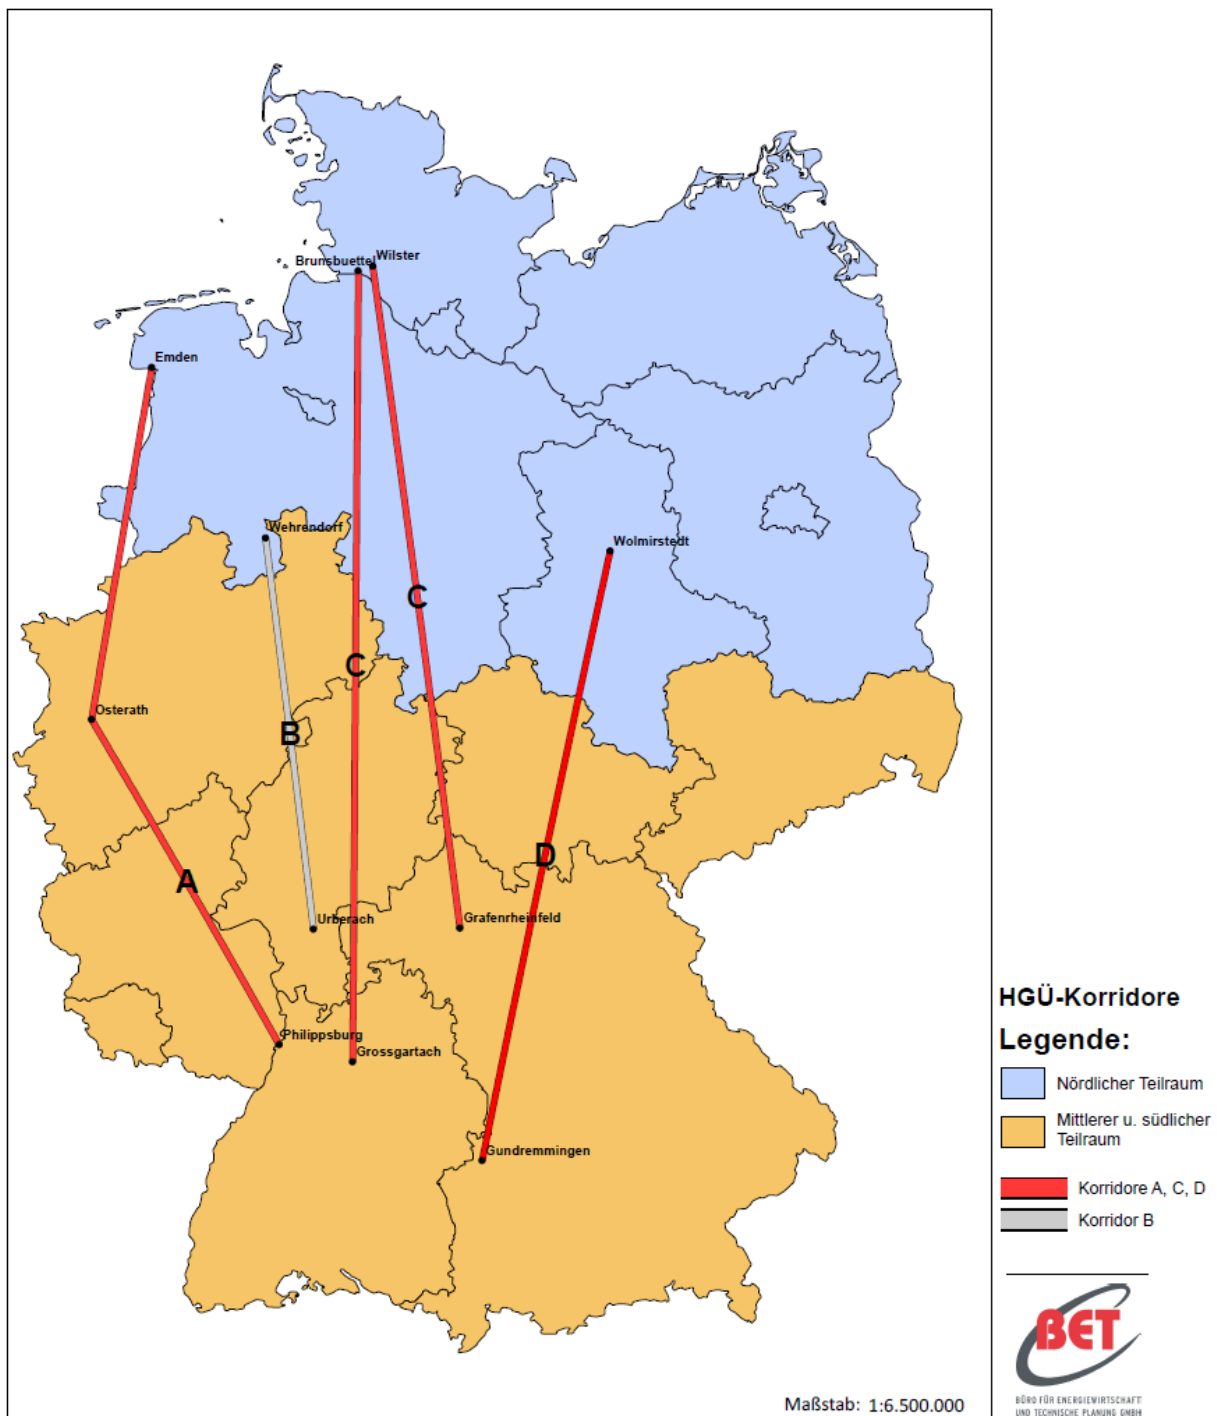 Brunsbuettel
Wilster
Emden
Wehrendorf
Wolmirstedt
C
C
Osterath
B
D
A
Urberach
Grafenrheinfeld
Philippsburg
Grossgartach
Gundremmingen
HGÜ-Korridore
Legende:
Nördlicher Teilraum
Mittlerer u. südlicher
Teilraum
Korridore A, C, D
Korridor B
BET
BÜRO FÜR ENERGIEWIRTSCHAFT
UND TECHNISCHE PLANUNG GMBH
Maßstab: 1:6.500.000